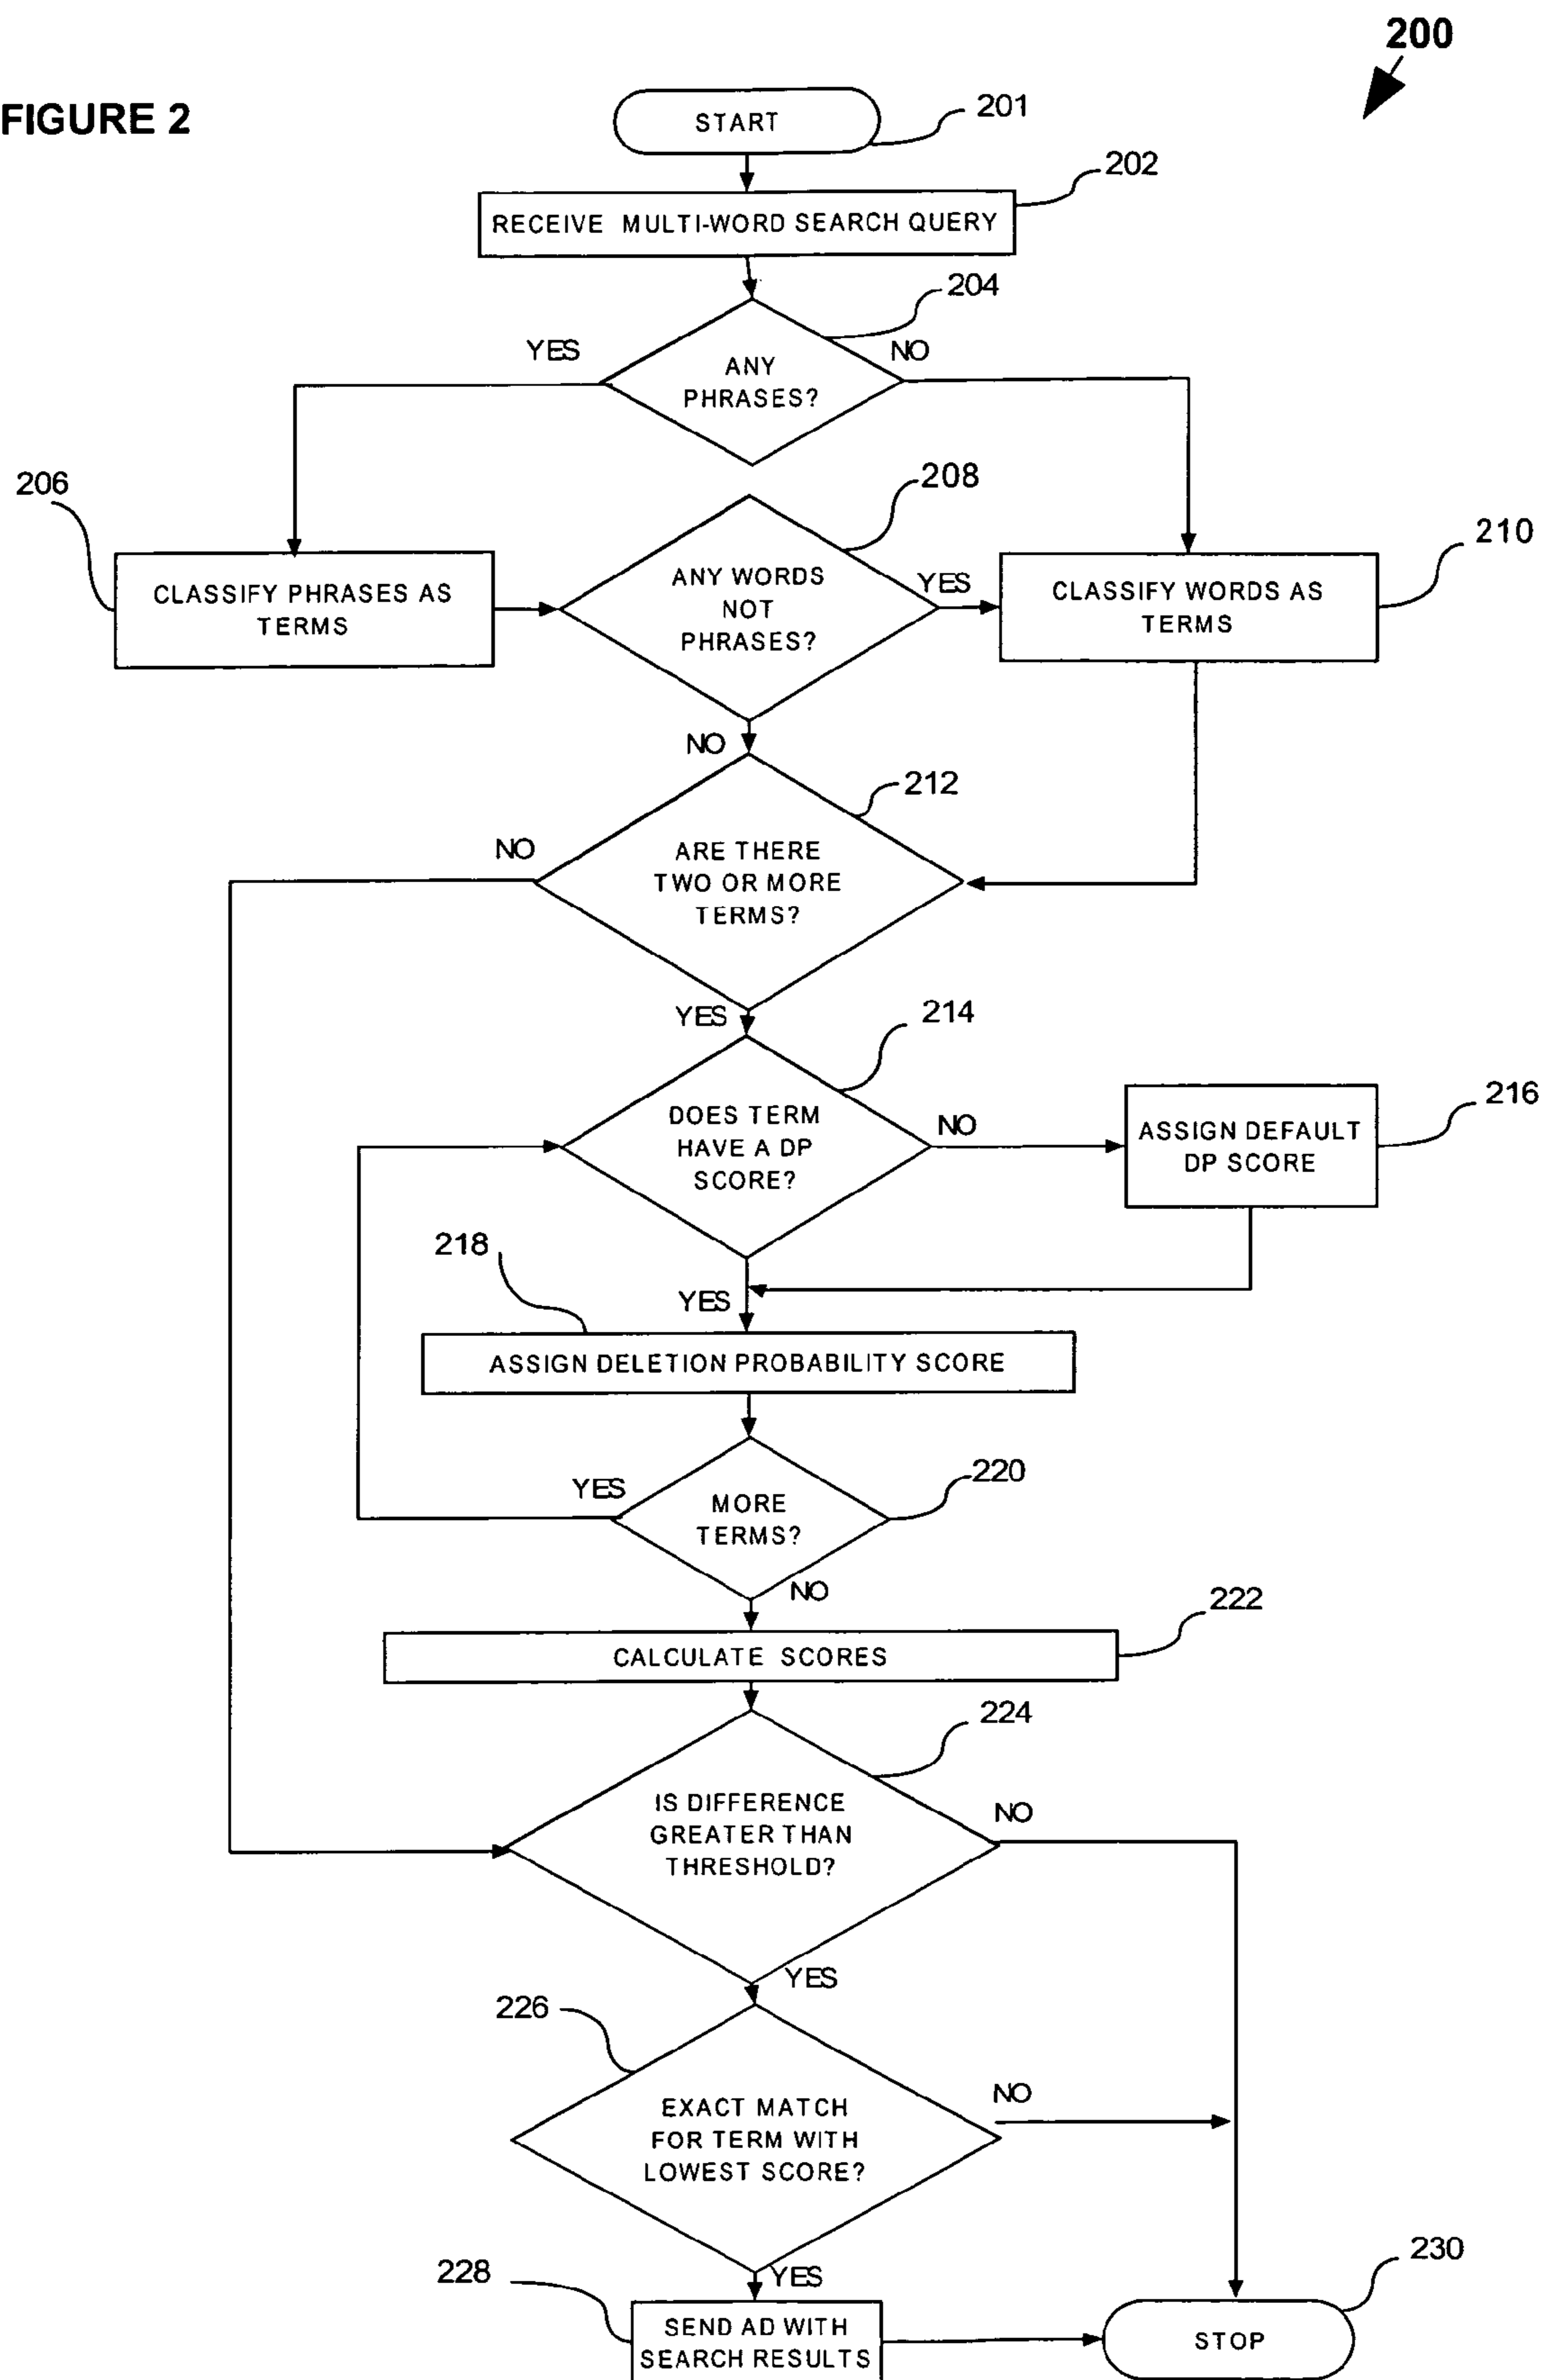 200
FIGURE 2
START
201
202
RECEIVE MULTI-WORD SEARCH QUERY
204
YES
NO
ANY
PHRASES?
206
208
210
CLASSIFY PHRASES AS
TERMS
ANY WORDS
NOT
PHRASES?
YES
CLASSIFY WORDS AS
TERMS
NO
212
NO
ARE THERE
TWO OR MORE
TERMS?
YES
214
DOES TERM
HAVE A DP
SCORE?
NO
216
ASSIGN DEFAULT
DP SCORE
218
YES
ASSIGN DELETION PROBABILITY SCORE
220
YES
MORE
TERMS?
NO
222
CALCULATE SCORES
224
IS DIFFERENCE
GREATER THAN
THRESHOLD?
NO
YES
226
EXACT MATCH
FOR TERM WITH
LOWEST SCORE?
NO
YES
228
230
SEND AD WITH
SEARCH RESULTS
STOP